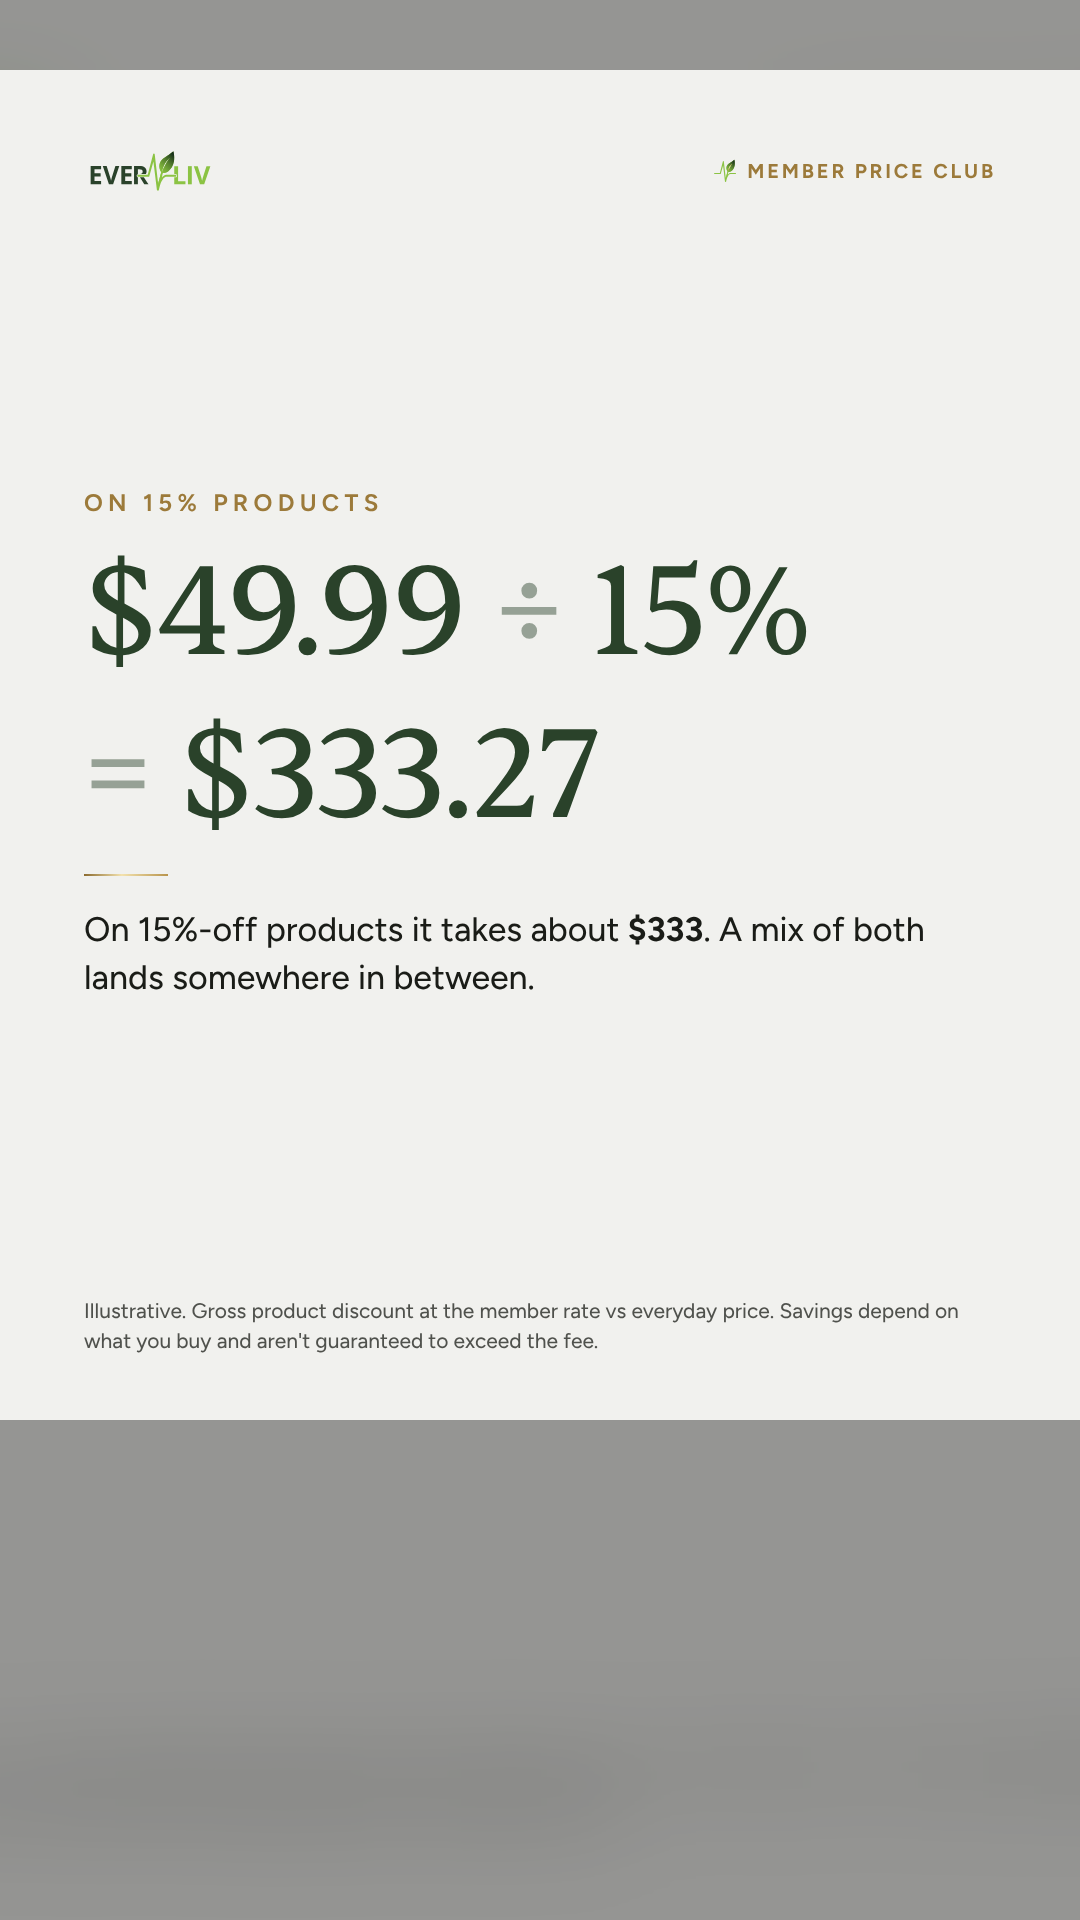 EVERLIV
MEMBER PRICE CLUB
ON 15% PRODUCTS
$49.99 ÷ 15%
= $333.27
On 15%-off products it takes about $333. A mix of both
lands somewhere in between.
Illustrative. Gross product discount at the member rate vs everyday price. Savings depend on
what you buy and aren't guaranteed to exceed the fee.